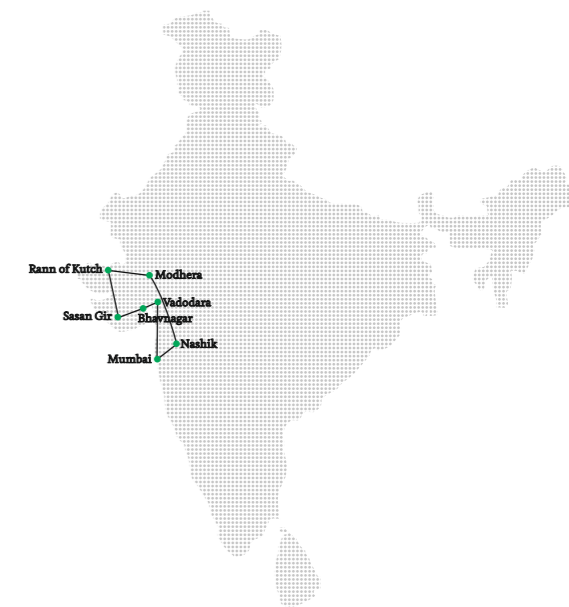 Rann of Kutch
Modhera
Vadodara
Sasan Gir
Bhavnagar
Nashik
Mumbai